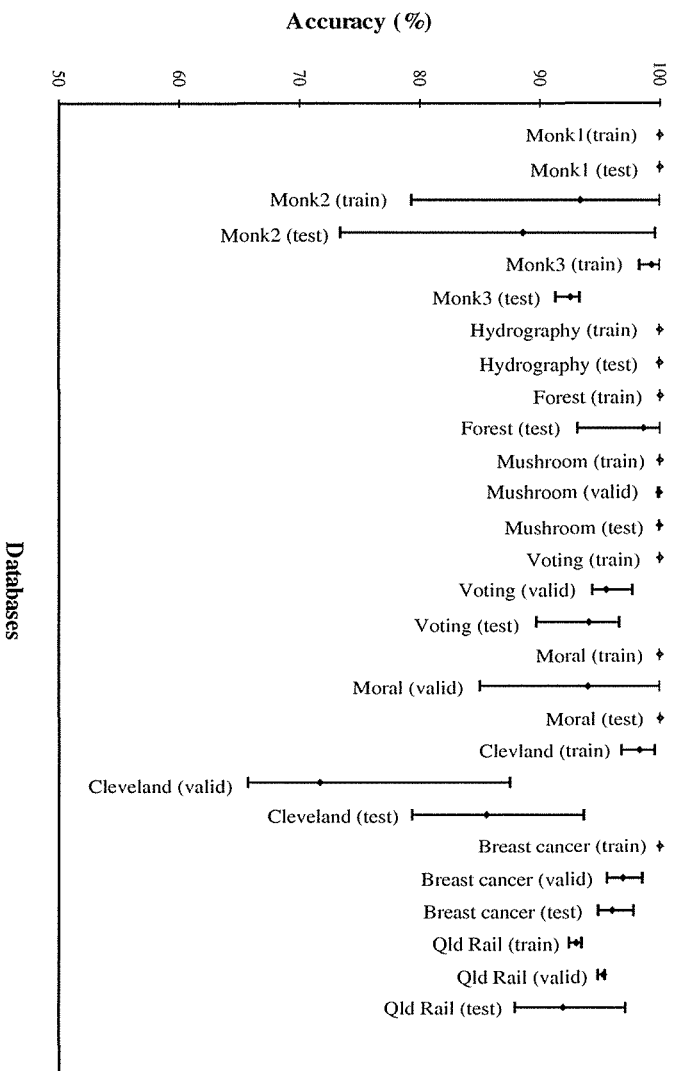 Accuracy (%)
50
60
70
80
90
100
Monk1(train)
Monk1 (test)
Monk2 (train)
Monk2 (test)
Monk3 (train)
Monk3 (test)
Hydrography (train)
Hydrography (test)
Forest (train)
Forest (test)
Mushroom (train)
Mushroom (valid)
Mushroom (test)
Voting (train)
Voting (valid)
Voting (test)
Moral (train)
Moral (valid)
Moral (test)
Clevland (train)
Cleveland (valid)
Cleveland (test)
Breast cancer (train)
Breast cancer (valid)
Breast cancer (test)
Qld Rail (train)
Qld Rail (valid)
Qld Rail (test)
Databases